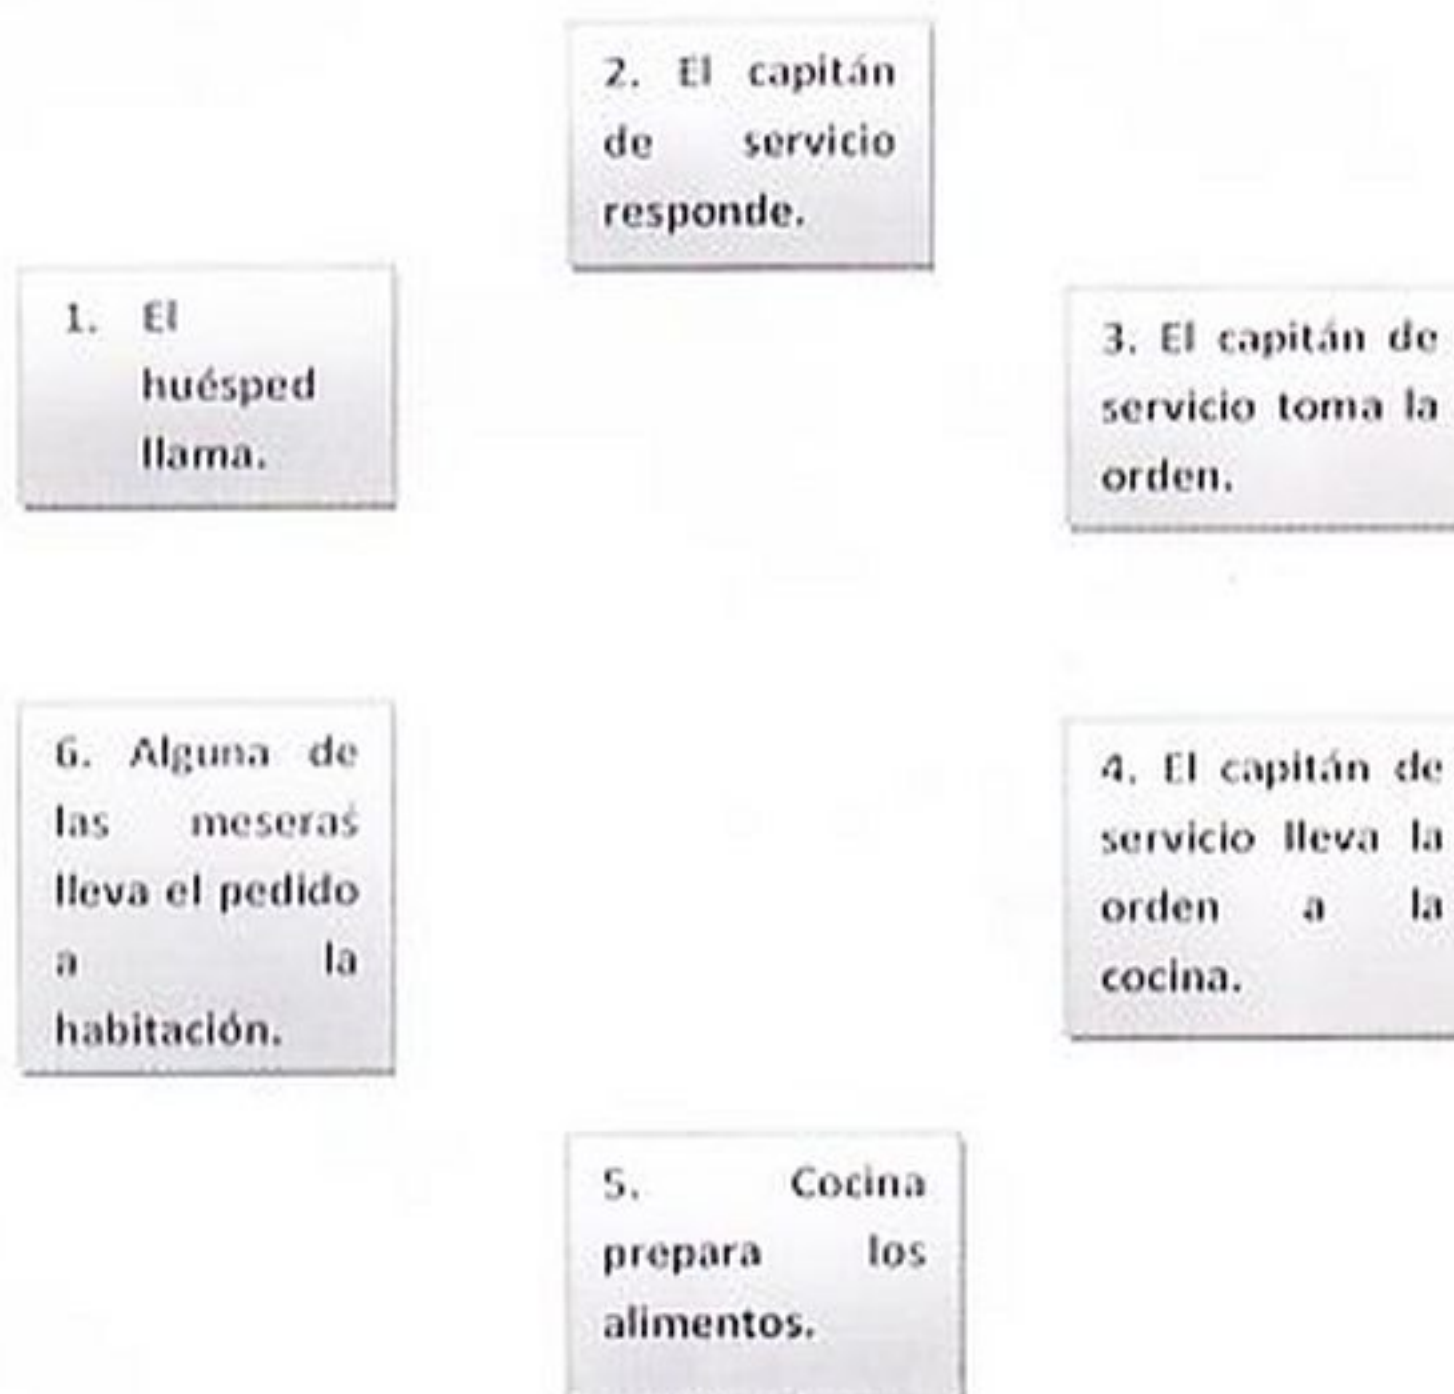 1. El
huésped
llama.
2. El capitán
de servicio
responde.
3. El capitán de
servicio toma la
orden.
4. El capitán de
servicio lleva la
orden a la
cocina.
5. Cocina
prepara los
alimentos.
6. Alguna de
las meseras
lleva el pedido
a la
habitación.